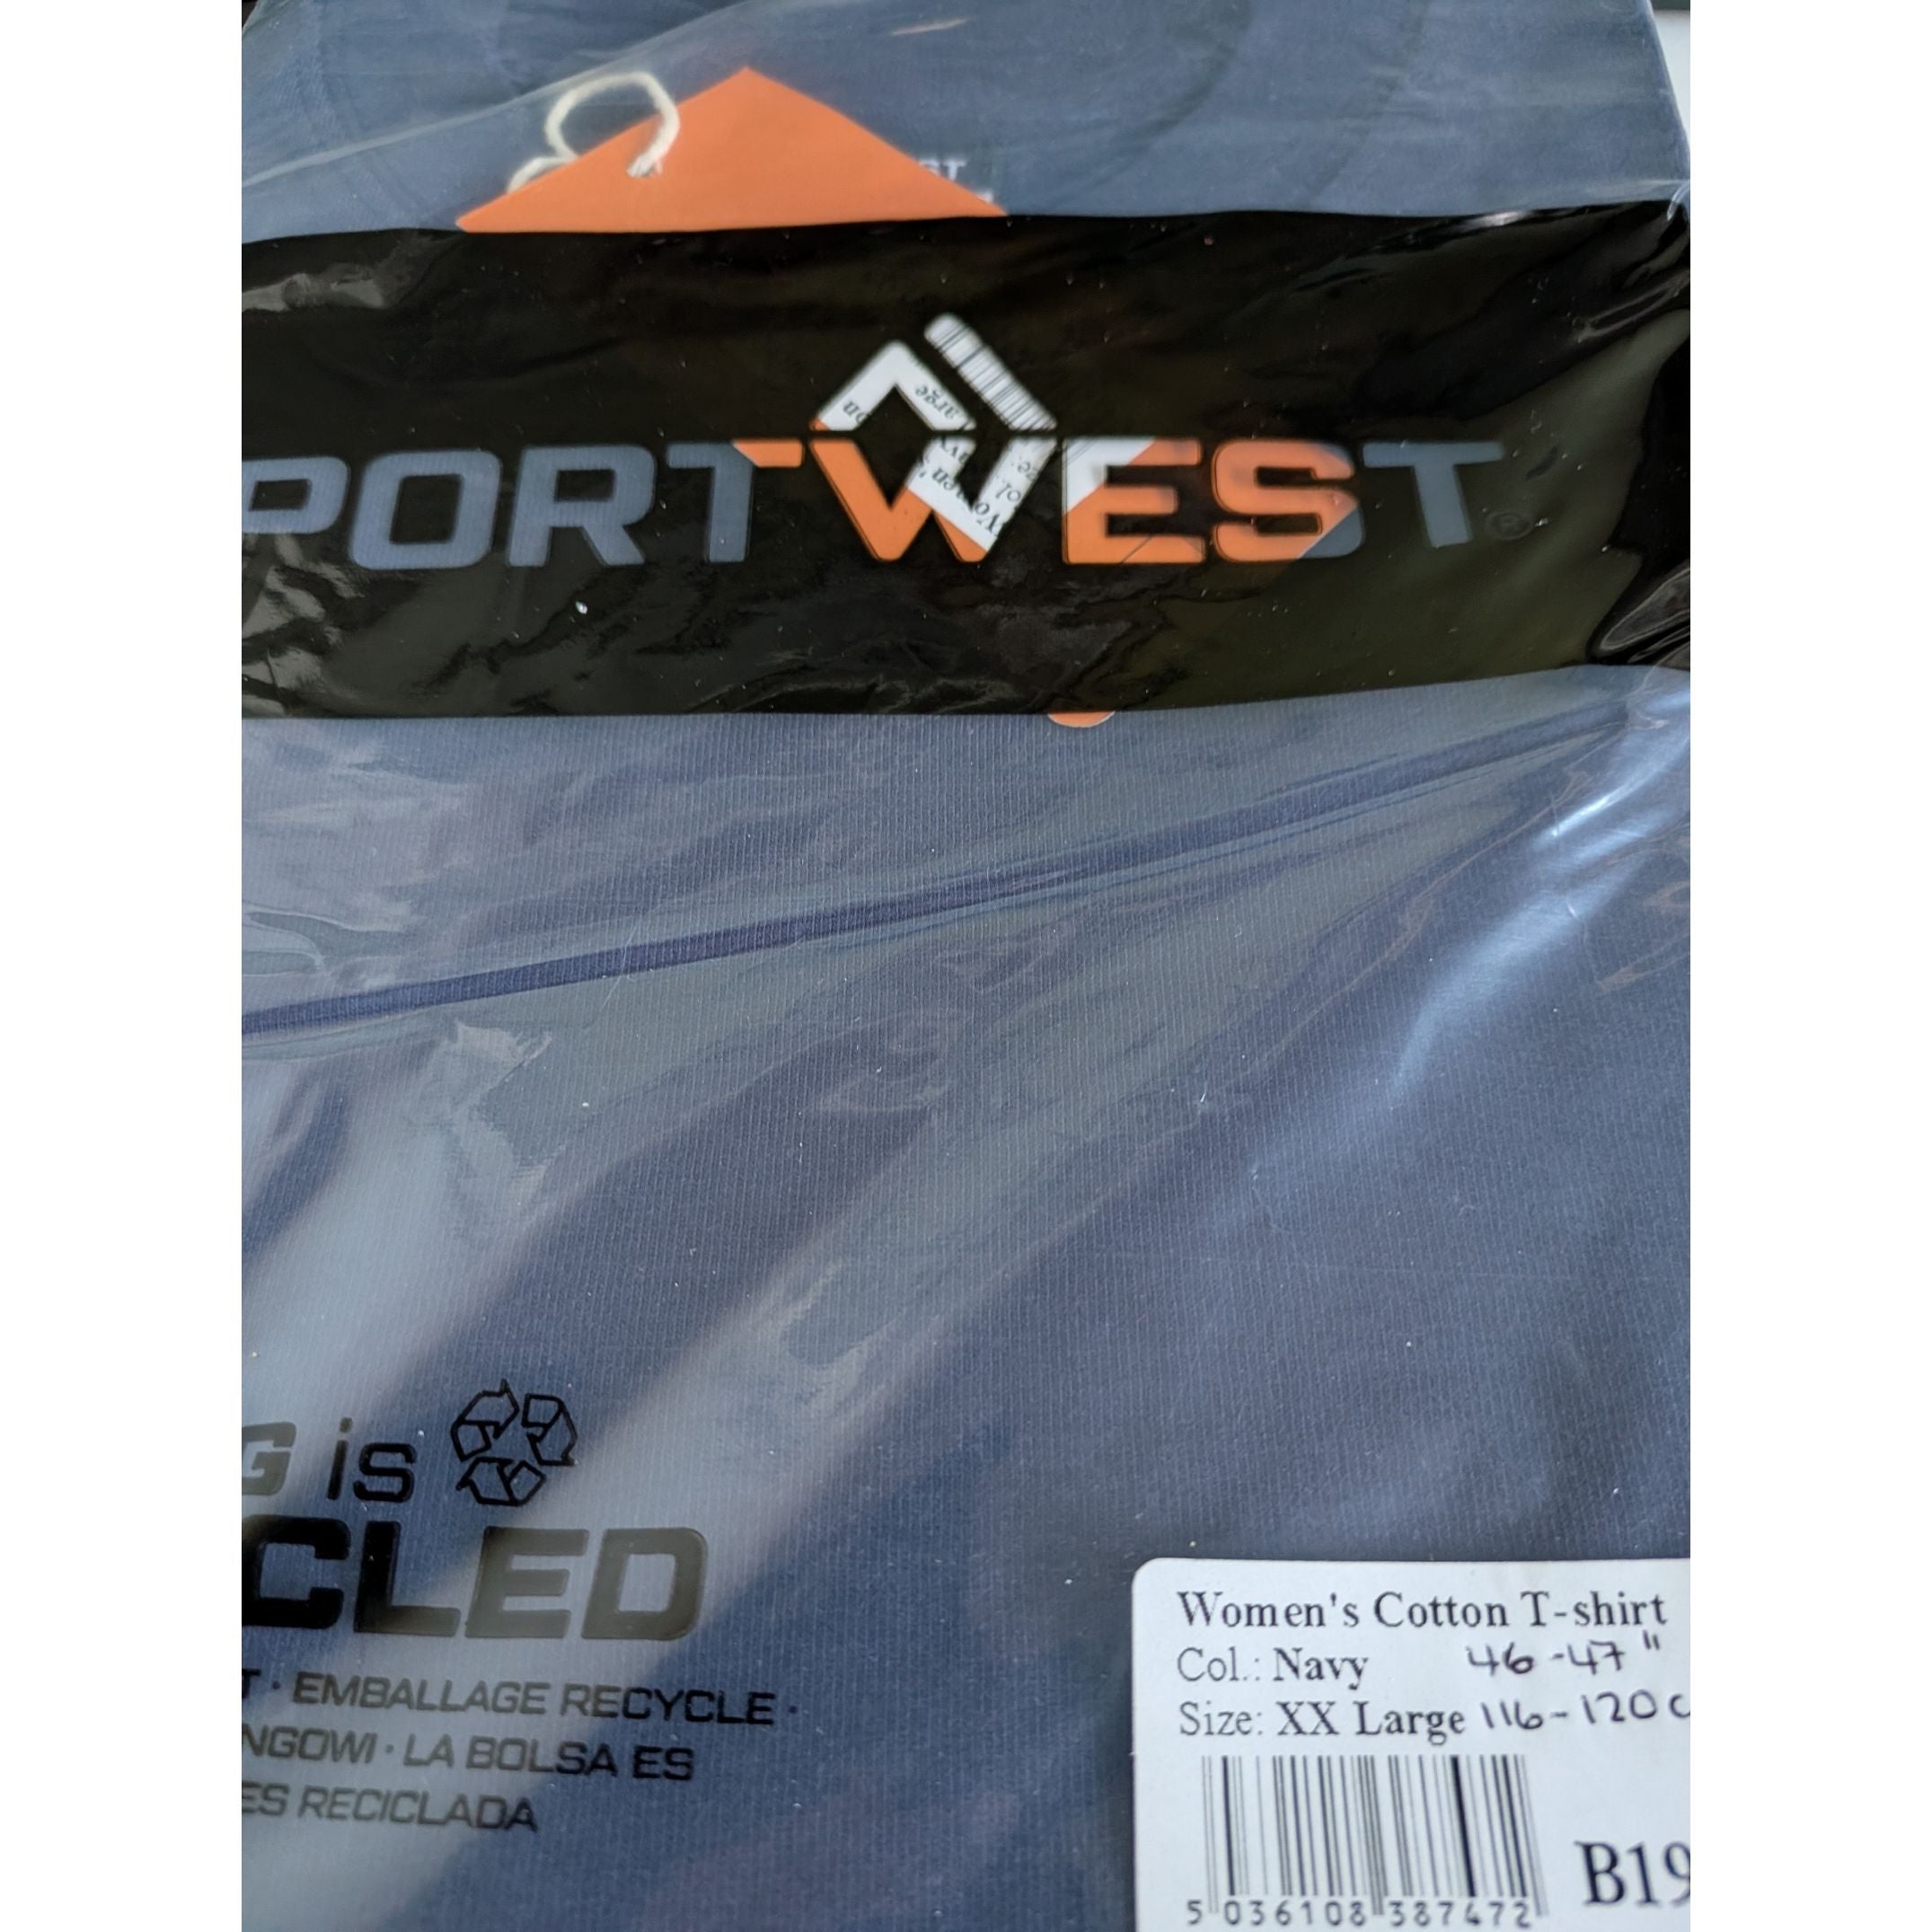 ST
PORTWEST®
G is
CLED
T · EMBALLAGE RECYCLE ·
NGOWI · LA BOLSA ES
ES RECICLADA
Women's Cotton T-shirt
Col.: Navy 46-47"
Size: XX Large 116-120c
5 036108 387472
B19